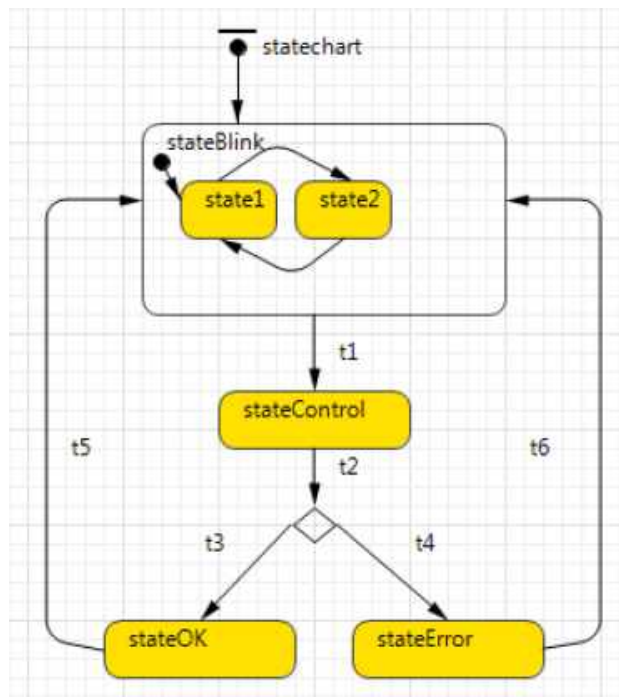 statechart
stateBlink
state1
state2
t1
stateControl
t5
t2
t6
t3
t4
stateOK
stateError